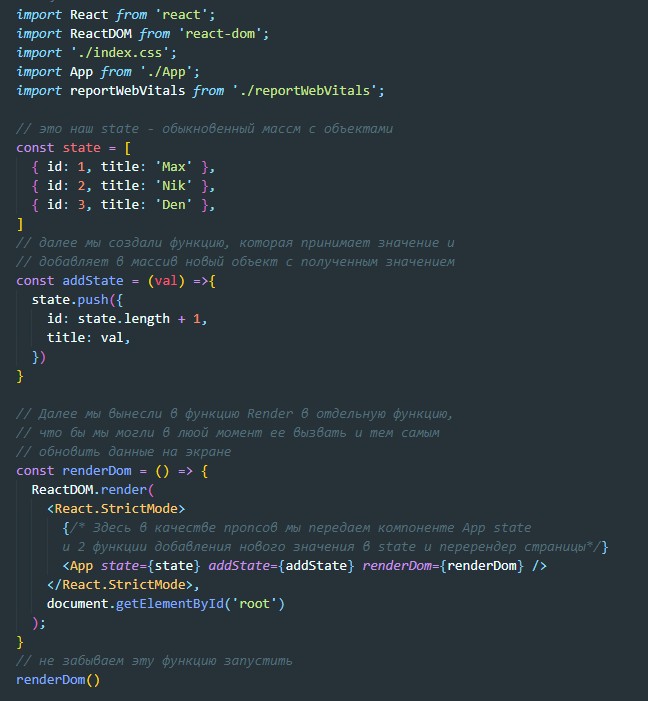 import React from 'react';
import ReactDOM from 'react-dom';
import './index.css';
import App from './App';
import reportWebVitals from './reportWebVitals';
// это наш state - обыкновенный массм с объектами
const state = [
{ id: 1, title: 'Max' },
{ id: 2, title: 'Nik' },
{ id: 3, title: 'Den' },
]
// далее мы создали функцию, которая принимает значение и
// добавляет в массив новый объект с полученным значением
const addState = (val) =>{
state.push({
id: state.length + 1,
title: val,
})
}
// Далее мы вынесли в функцию Render в отдельную функцию,
// что бы мы могли в люой момент ее вызвать и тем самым
// обновить данные на экране
const renderDom = () => {
ReactDOM.render(
<React.StrictMode>
{/* Здесь в качестве пропсов мы передаем компоненте App state
и 2 функции добавления нового значения в state и перерендер страницы*/}
<App state={state} addState={addState} renderDom={renderDom} />
</React.StrictMode>,
document.getElementById('root')
);
}
// не забываем эту функцию запустить
renderDom()